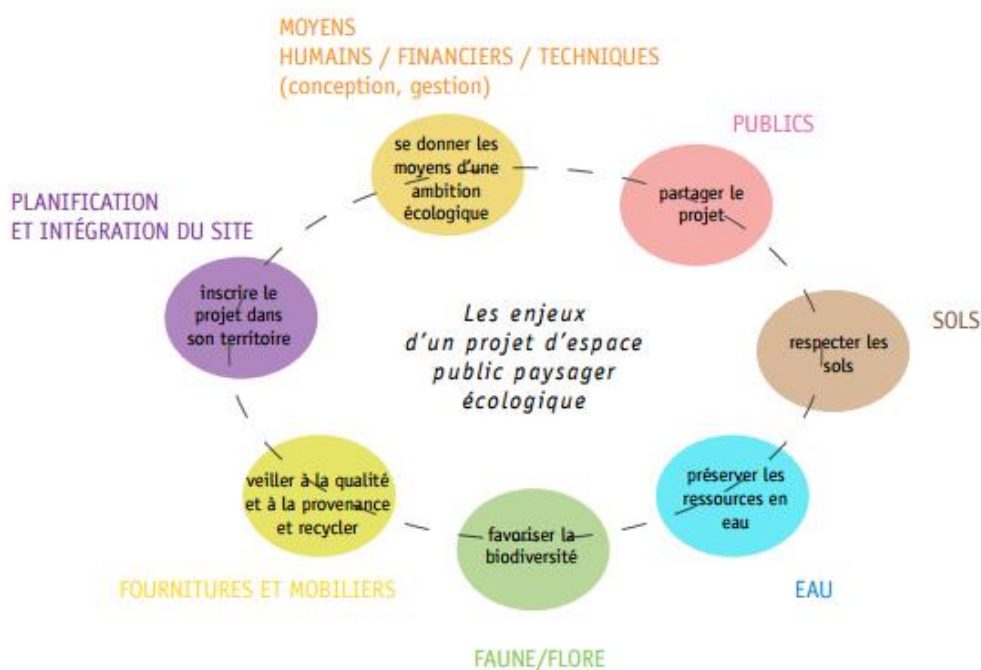 MOYENS
HUMAINS / FINANCIERS / TECHNIQUES
(conception, gestion)
se donner les
moyens d'une
ambition
écologique
PUBLICS
partager le
projet
SOLS
respecter les
sols
EAU
préserver les
ressources en
eau
FAUNE/FLORE
favoriser la
biodiversité
FOURNITURES ET MOBILIERS
veiller à la qualité
et à la provenance
et recycler
PLANIFICATION
ET INTÉGRATION DU SITE
inscrire le
projet dans
son territoire
Les enjeux
d'un projet d'espace
public paysager
écologique